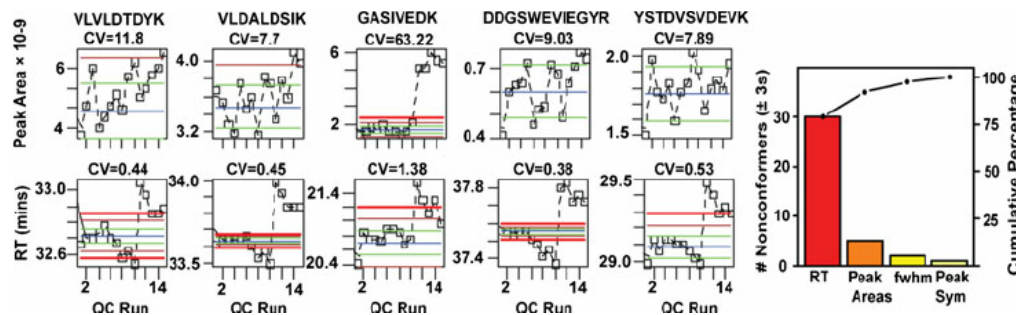 VLVLDTDYK VLDALDSIK GASIVEDK DDGSWEVIEGYR YSTDVSVDEVK
CV=11.8 CV=7.7 CV=63.22 CV=9.03 CV=7.89
Peak Area × 10-9
6
4
4.0
3.2
6
2
0.7
0.4
2.0
1.5
CV=0.44 CV=0.45 CV=1.38 CV=0.38 CV=0.53
RT (mins)
33.0
32.6
34.0
33.5
21.4
20.4
37.8
37.4
29.5
29.0
2 14 2 14 2 14 2 14 2 14
QC Run QC Run QC Run QC Run QC Run
# Nonconformers (± 3s)
30
20
10
0
100
75
50
25
Cumulative Percentage
RT Peak fwhm Peak
Areas Sym